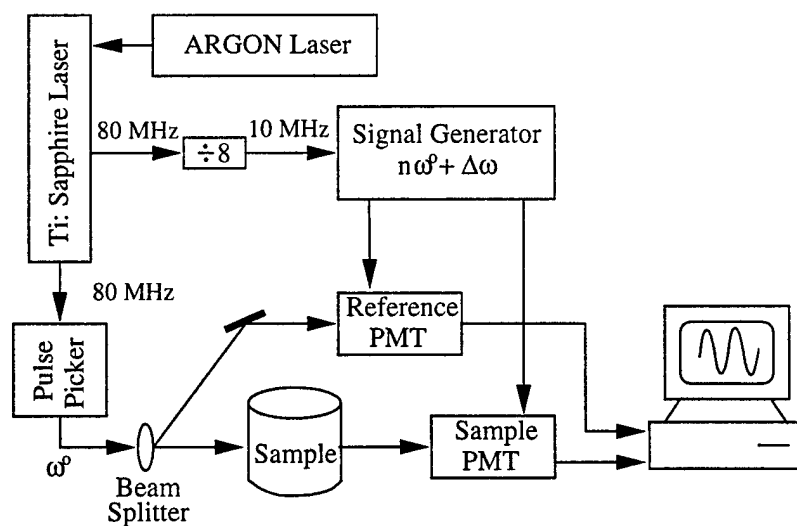 ARGON Laser
Ti: Sapphire Laser
80 MHz
÷8
10 MHz
Signal Generator
nω° + Δω
80 MHz
Pulse
Picker
ω°
Beam
Splitter
Sample
Reference
PMT
Sample
PMT